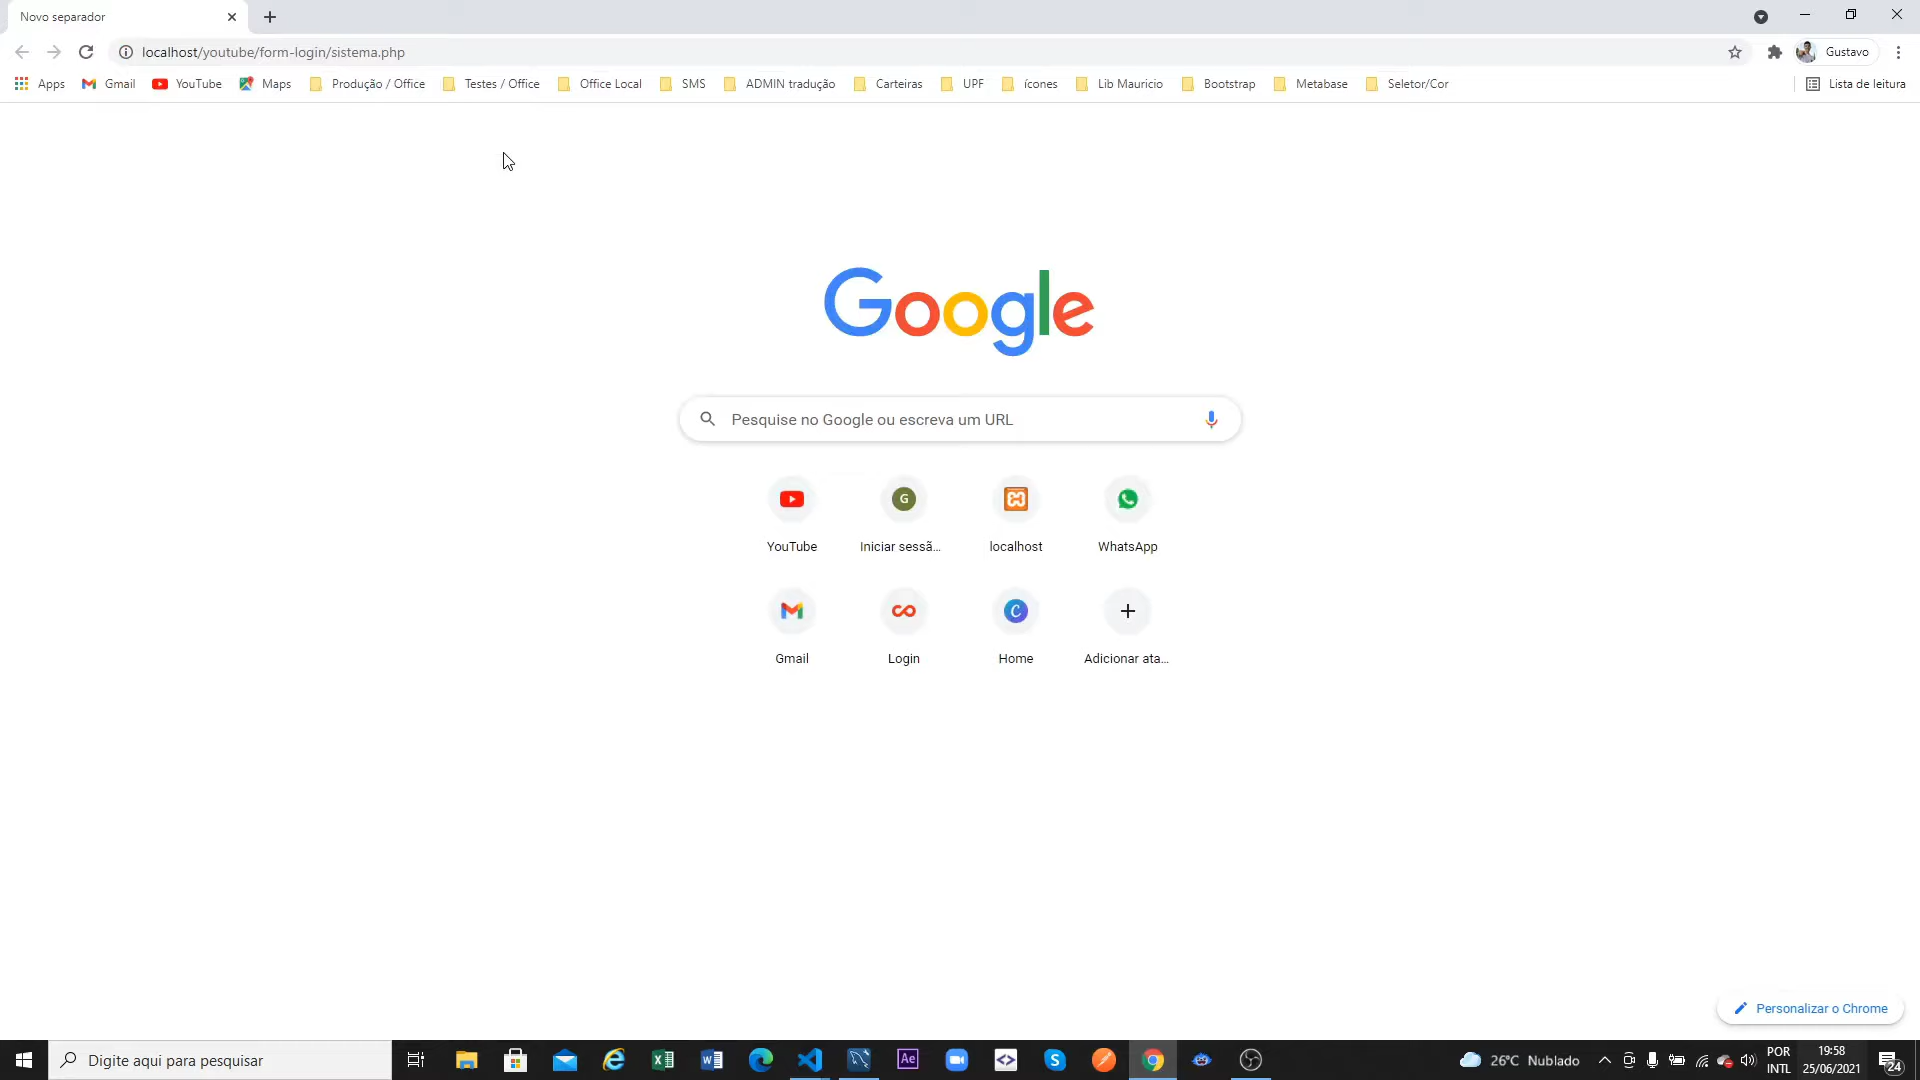 Novo separador
localhost/youtube/form-login/sistema.php
Gustavo
Apps Gmail YouTube Maps Produção / Office Testes / Office Office Local SMS ADMIN tradução Carteiras UPF ícones Lib Mauricio Bootstrap Metabase Seletor/Cor Lista de leitura
Google
Pesquise no Google ou escreva um URL
G
YouTube Iniciar sessã... localhost WhatsApp
C
Gmail Login Home Adicionar ata...
Personalizar o Chrome
Digite aqui para pesquisar
Ae
26°C Nublado
POR
INTL
19:58
25/06/2021
24